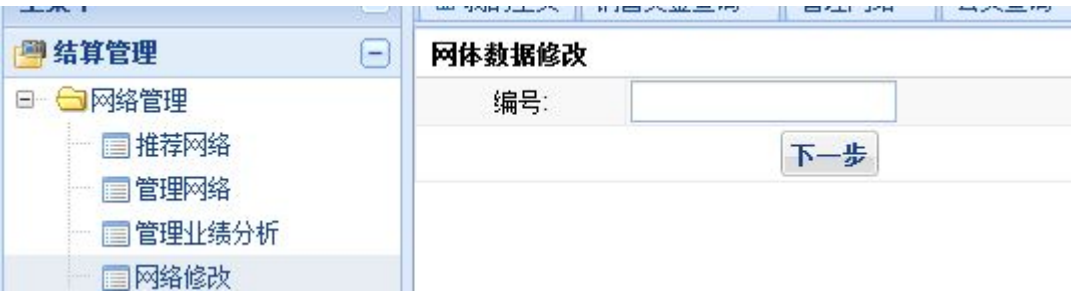 结算管理
网络管理
推荐网络
管理网络
管理业绩分析
网络修改
网体数据修改
编号:
下一步